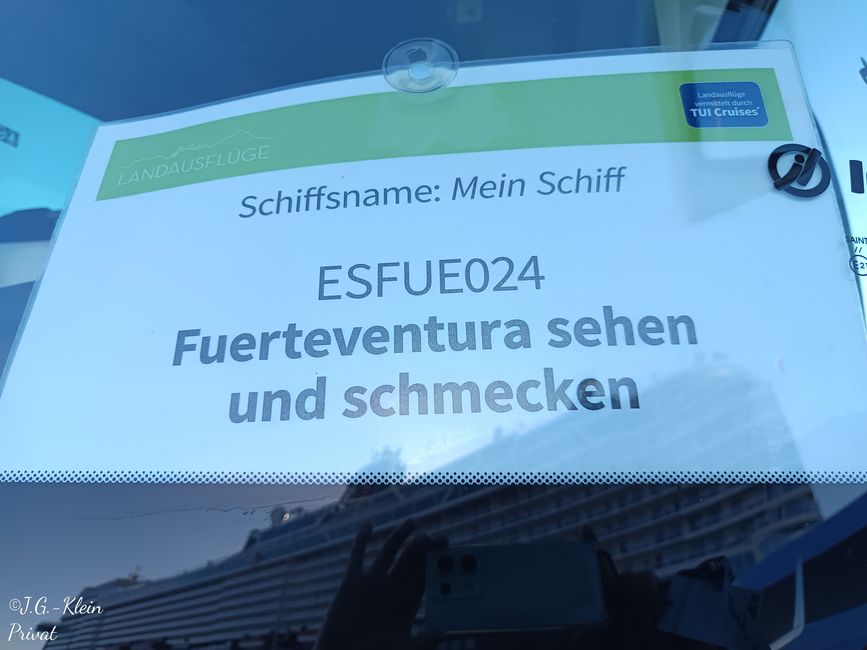 Landausflüge
vermittelt durch
TUI Cruises*
LANDAUSFLÜGE
Schiffsname: Mein Schiff
ESFUE024
Fuerteventura sehen
und schmecken
©J.G.-Klein
Privat